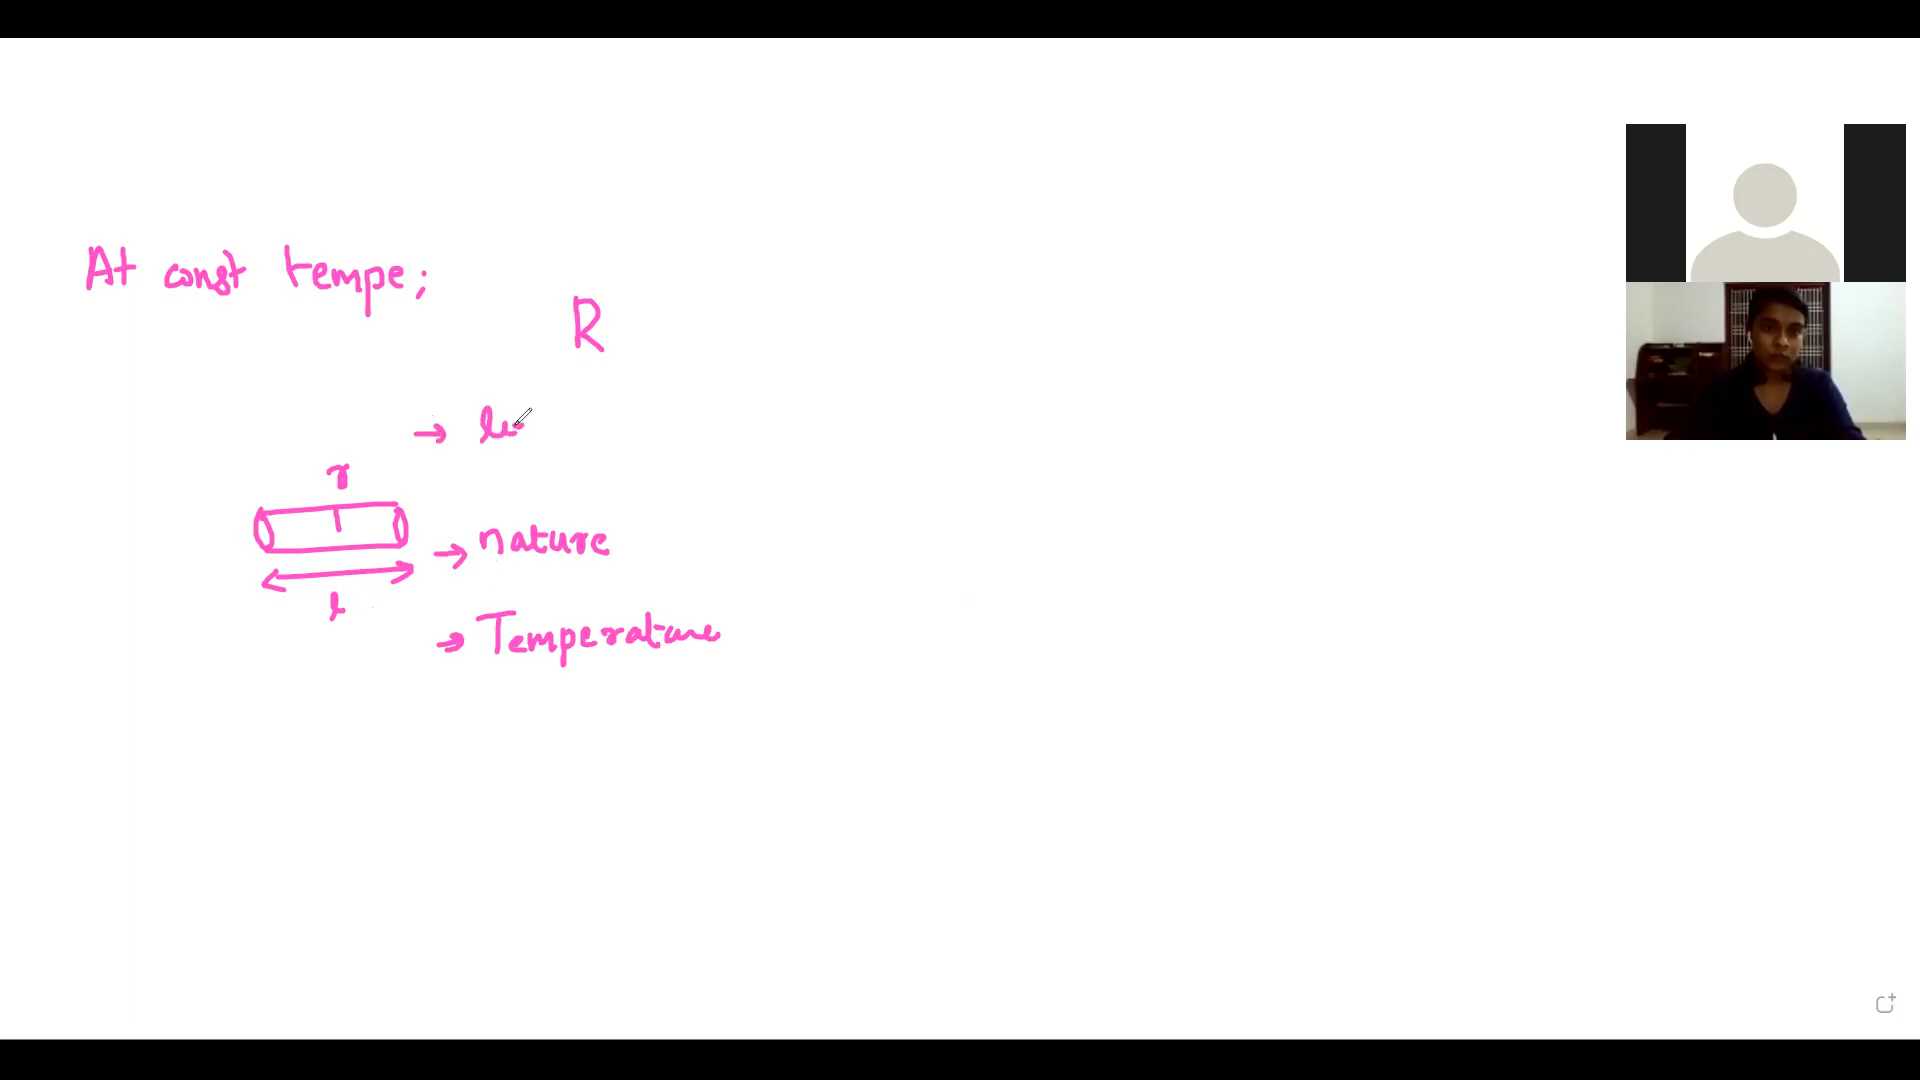 At const tempe;
R
→ le
r
→ nature
l
→ Temperature